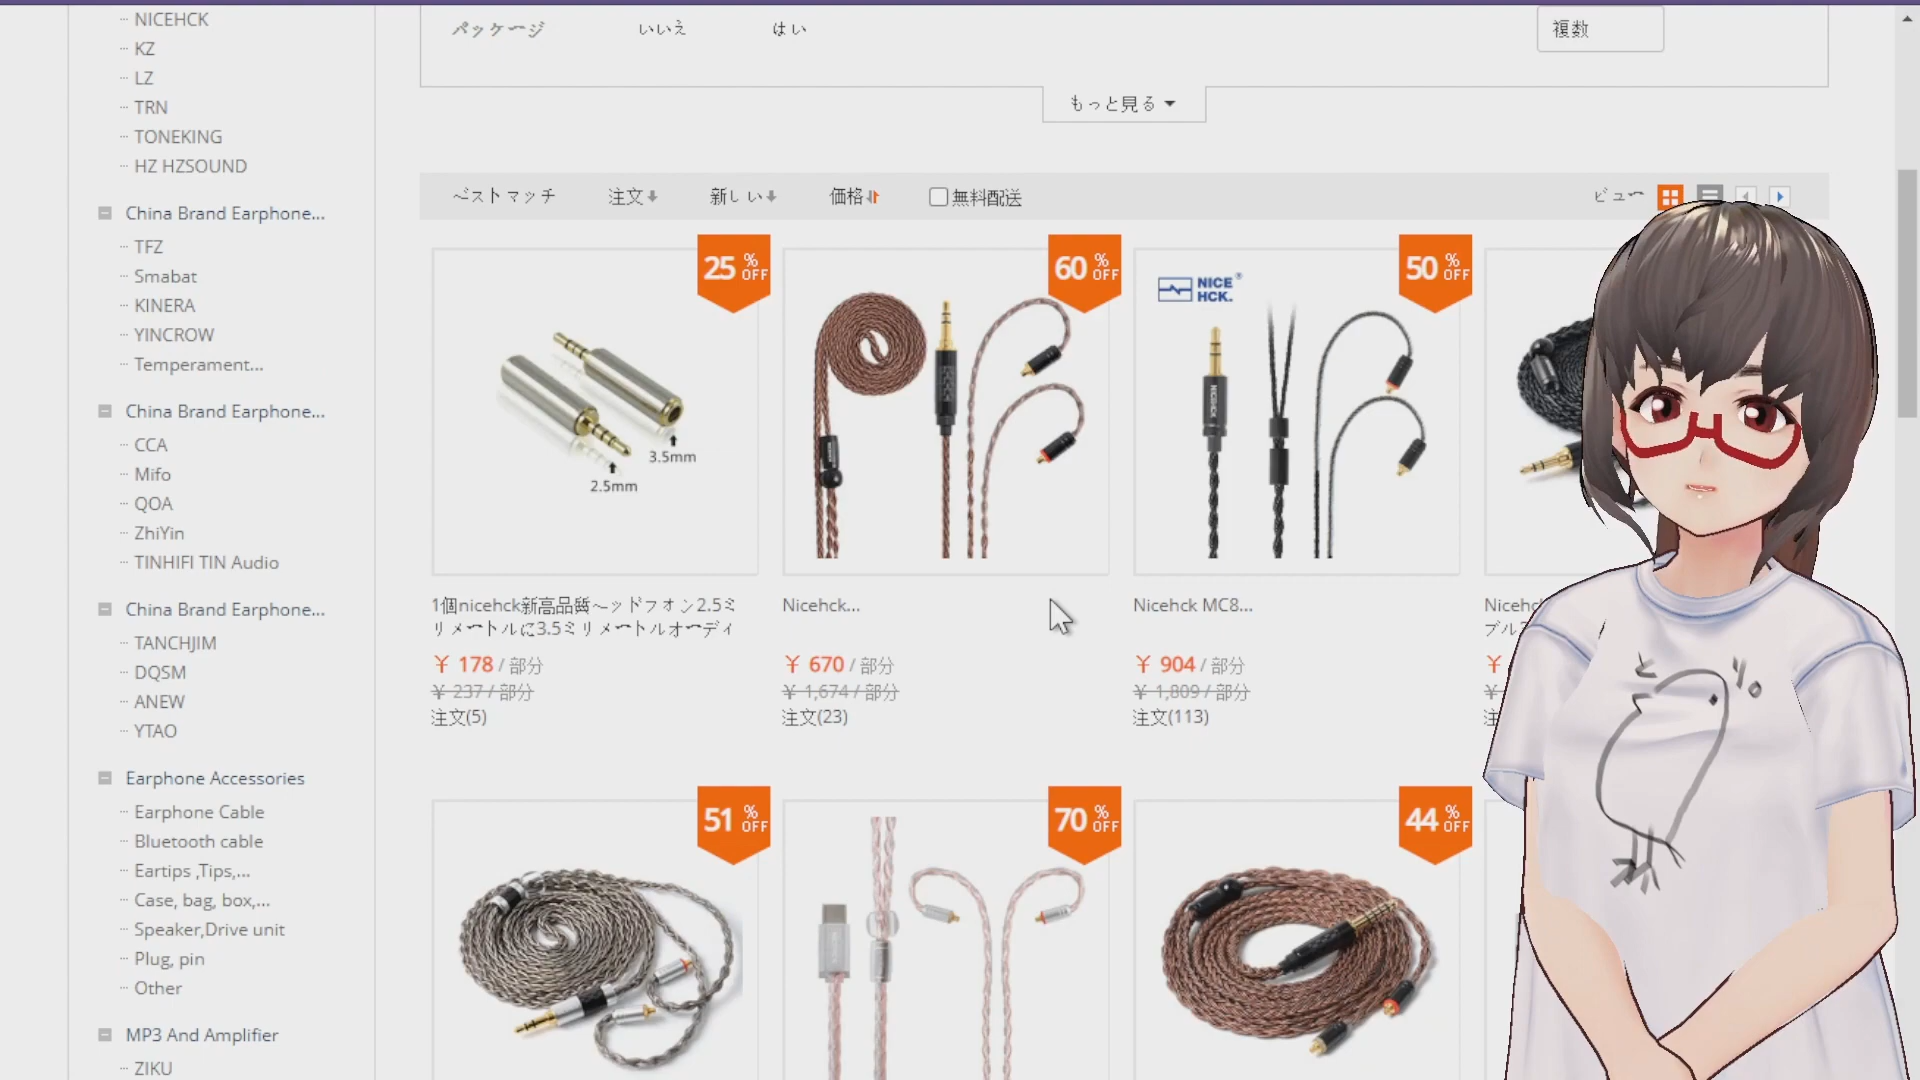 NICEHCK
KZ
LZ
TRN
TONEKING
HZ HZSOUND
China Brand Earphone...
TFZ
Smabat
KINERA
YINCROW
Temperament...
China Brand Earphone...
CCA
Mifo
QOA
ZhiYin
TINHIFI TIN Audio
China Brand Earphone...
TANCHJIM
DQSM
ANEW
YTAO
Earphone Accessories
Earphone Cable
Bluetooth cable
Eartips ,Tips,...
Case, bag, box,...
Speaker,Drive unit
Plug, pin
Other
MP3 And Amplifier
ZIKU
パッケージ いいえ はい 複数
もっと見る
ベストマッチ 注文 新しい 価格 無料配送 ビュー
25 % OFF
3.5mm
2.5mm
1個nicehck新高品質ヘッドフォン2.5ミ
リメートルに3.5ミリメートルオーディ
¥ 178 / 部分
¥ 237 / 部分
注文(5)
60 % OFF
Nicehck...
¥ 670 / 部分
¥ 1,674 / 部分
注文(23)
50 % OFF
NICE
HCK.
Nicehck MC8...
¥ 904 / 部分
¥ 1,809 / 部分
注文(113)
ブル
¥
¥
51 % OFF
70 % OFF
44 % OFF
とり。